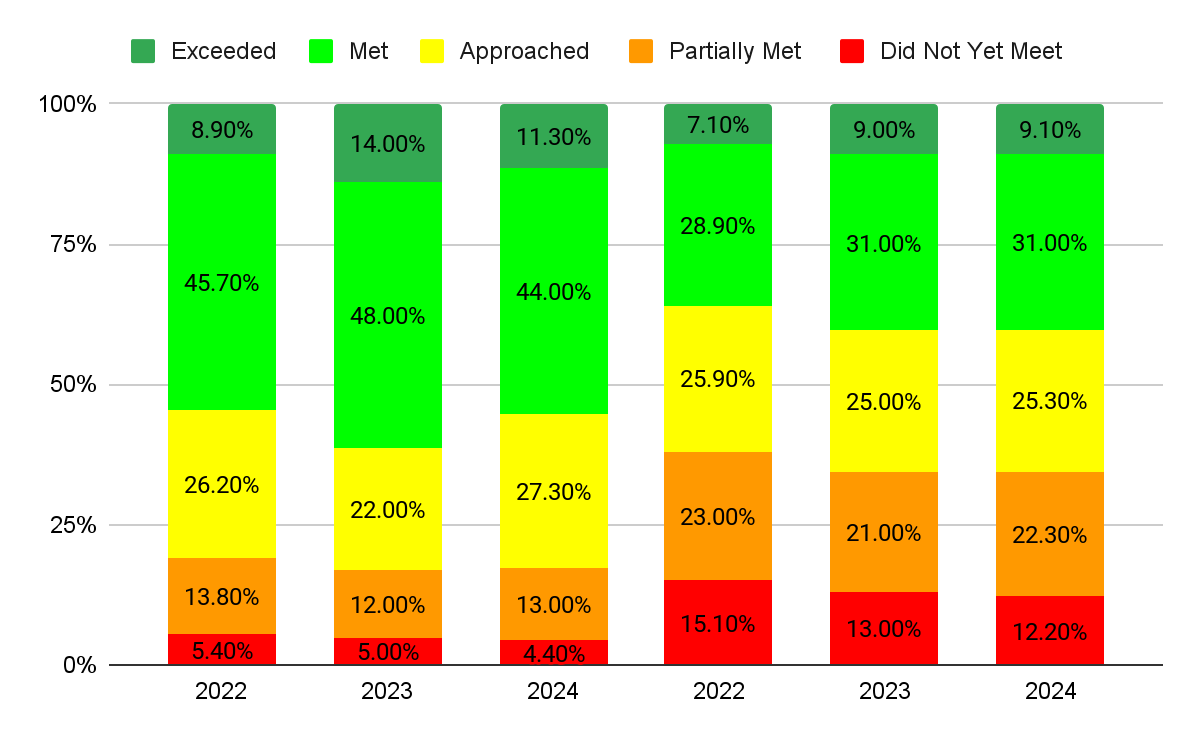 Exceeded Met Approached Partially Met Did Not Yet Meet
100%
8.90% 14.00% 11.30% 7.10% 9.00% 9.10%
75%
45.70% 48.00% 44.00% 28.90% 31.00% 31.00%
50%
26.20% 22.00% 27.30% 25.90% 25.00% 25.30%
25%
13.80% 12.00% 13.00% 23.00% 21.00% 22.30%
5.40% 5.00% 4.40% 15.10% 13.00% 12.20%
0%
2022 2023 2024 2022 2023 2024